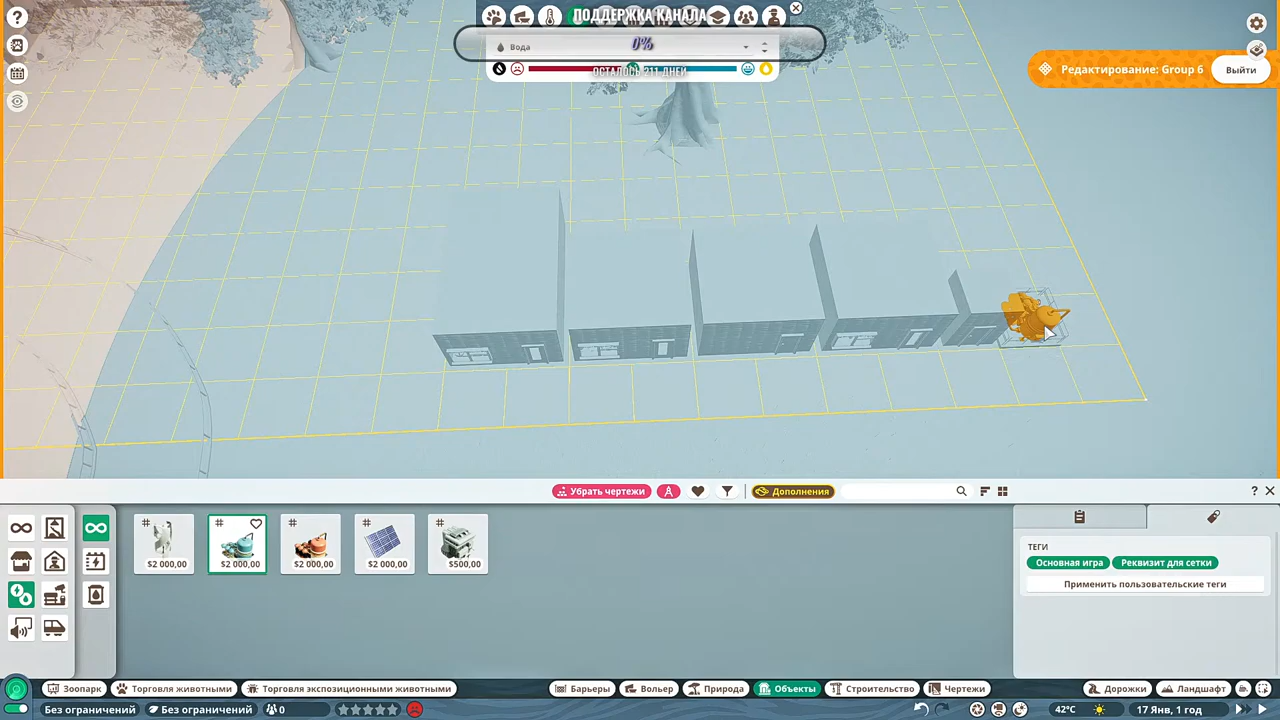 ПОДДЕРЖКА КАНАЛА
Вода
0%
ОСТАЛОСЬ 211 ДНЕЙ
Редактирование: Group 6
Выйти
Убрать чертежи
Дополнения
$2 000,00
$2 000,00
$2 000,00
$2 000,00
$500,00
ТЕГИ
Основная игра
Реквизит для сетки
Применить пользовательские теги
Зоопарк
Торговля животными
Торговля экспозиционными животными
Барьеры
Вольер
Природа
Объекты
Строительство
Чертежи
Дорожки
Ландшафт
Без ограничений
Без ограничений
0
42°C
17 Янв, 1 год